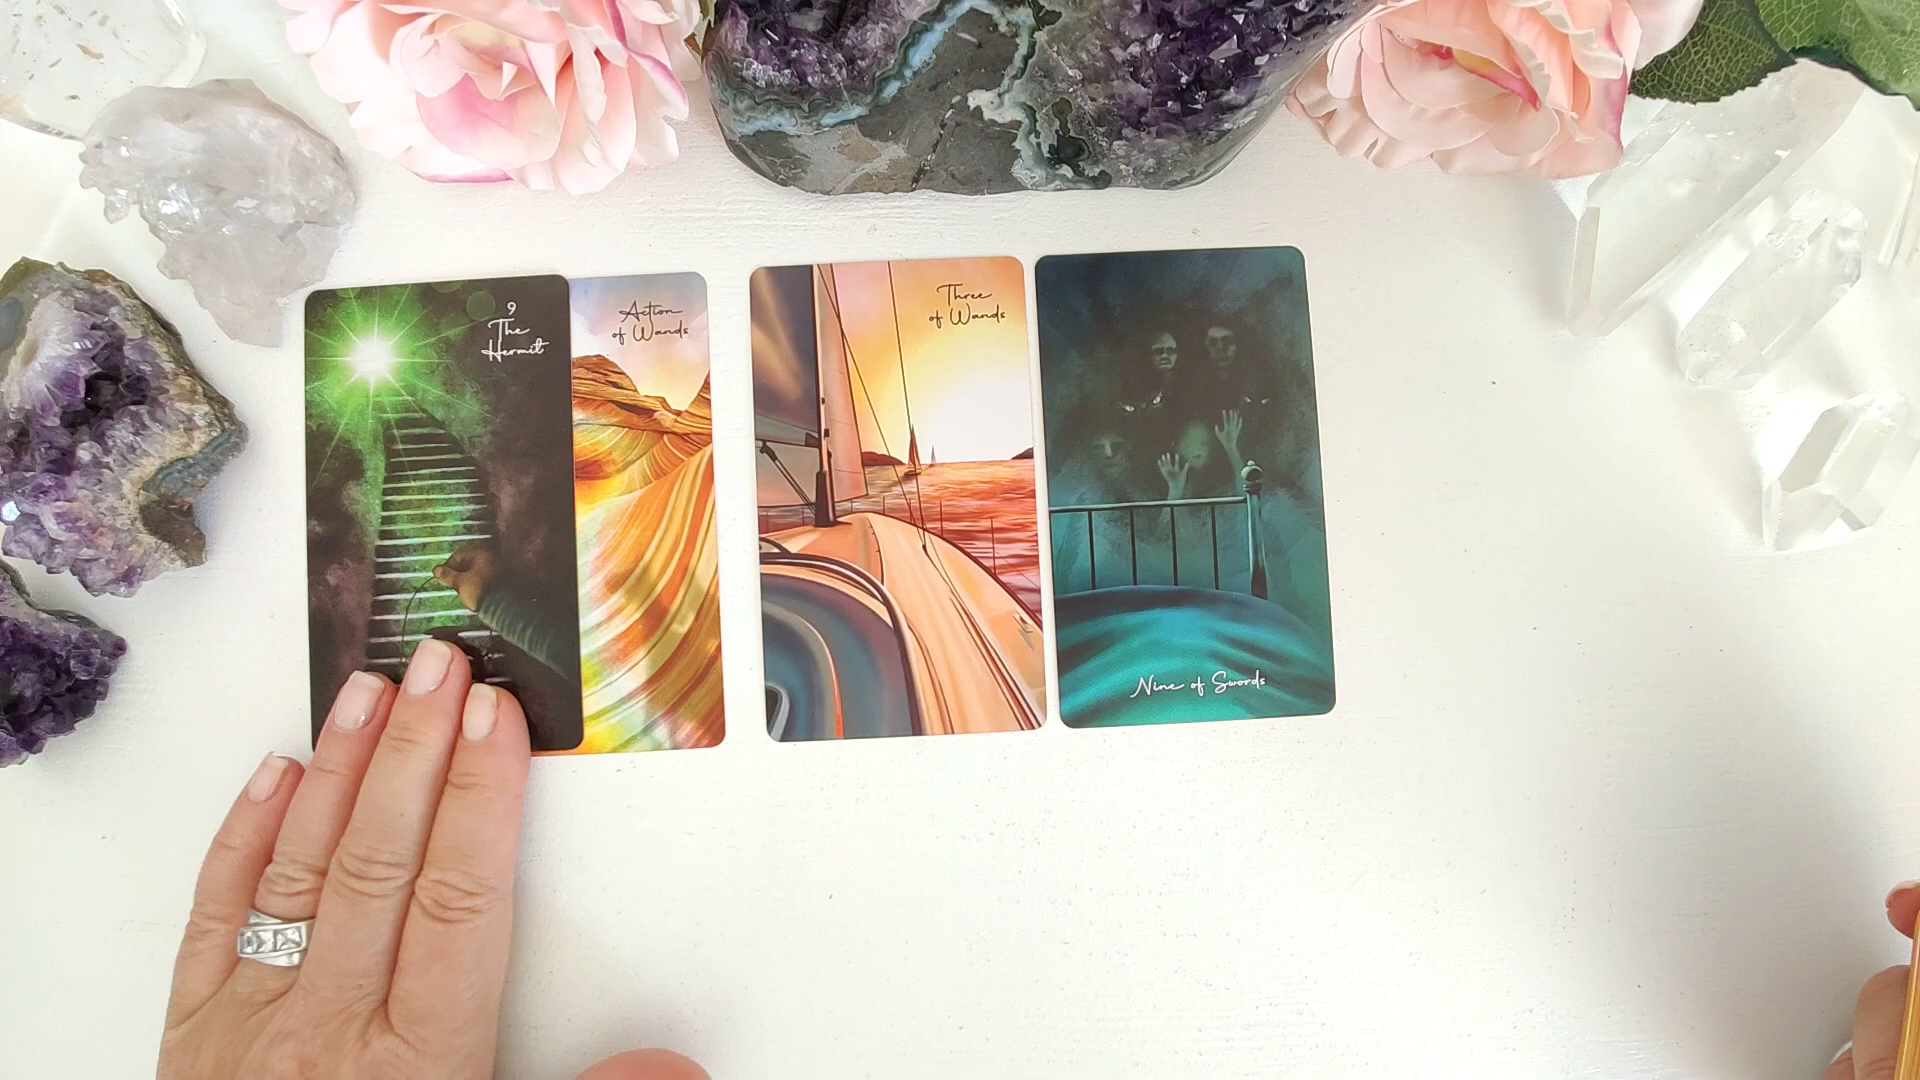 9
The
Hermit
Action
of Wands
Three
of Wands
Nine of Swords